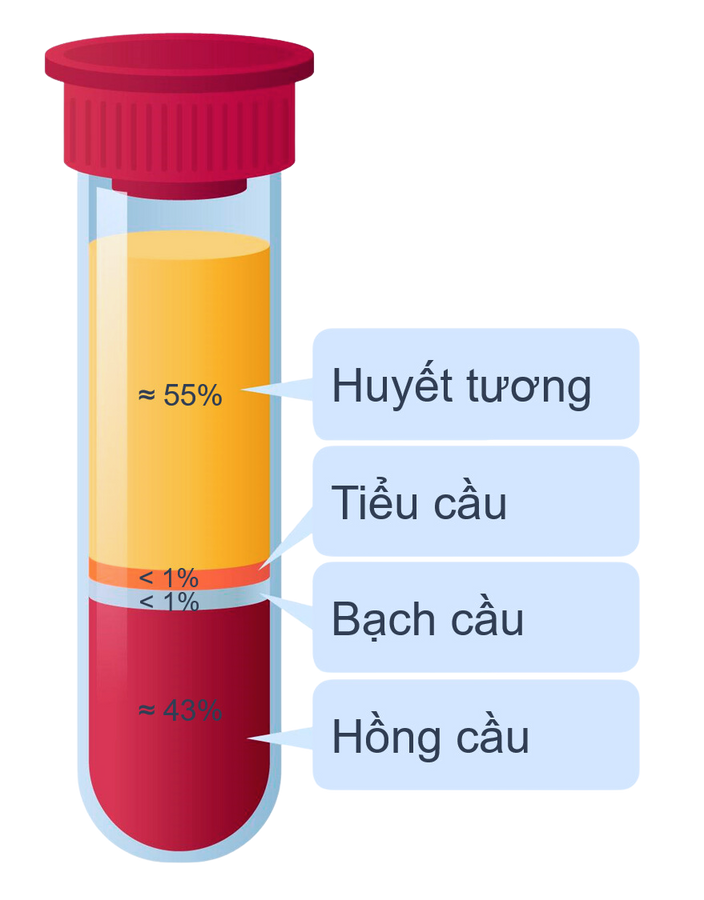 ≈ 55%
Huyết tương
Tiểu cầu
< 1%
< 1%
Bạch cầu
≈ 43%
Hồng cầu